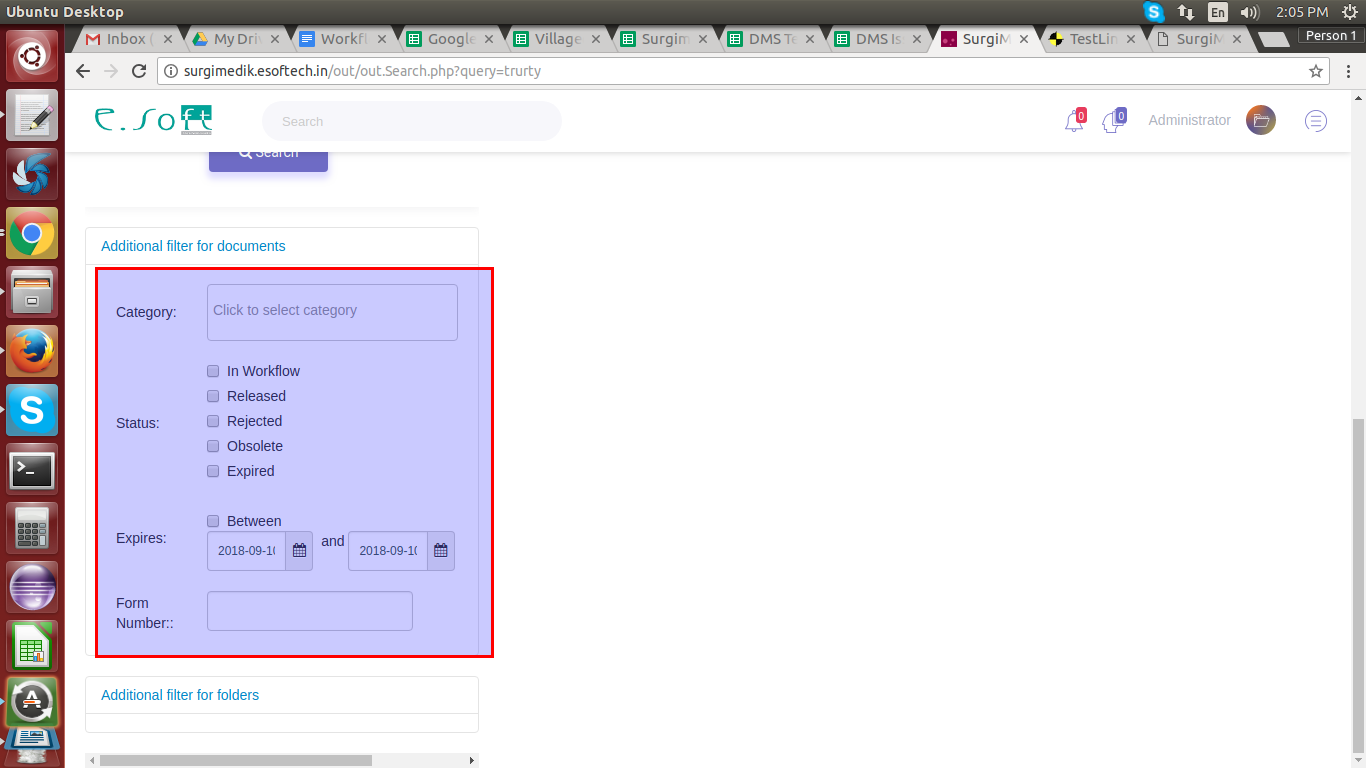 Ubuntu Desktop
En
2:05 PM
Inbox (
My Driv
Workfl
Google
Village
Surgim
DMS Te
DMS Is
SurgiM
TestLin
SurgiM
Person 1
surgimedik.esoftech.in/out/out.Search.php?query=trurty
e.soft
Search
0
0
Administrator
Search
Additional filter for documents
Category:
Click to select category
Status:
In Workflow
Released
Rejected
Obsolete
Expired
Expires:
Between
2018-09-10
and
2018-09-10
Form
Number::
Additional filter for folders